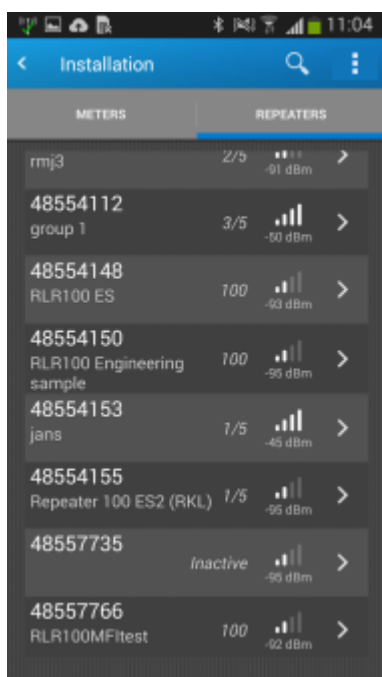 11:04
Installation
METERS REPEATERS
rmj3 2/5 -91 dBm
48554112
group 1 3/5 -50 dBm
48554148
RLR100 ES 100 -93 dBm
48554150
RLR100 Engineering 100 -95 dBm
sample
48554153
jans 1/5 -45 dBm
48554155
Repeater 100 ES2 (RKL) 1/5 -95 dBm
48557735
Inactive -95 dBm
48557766
RLR100MFItest 100 -92 dBm